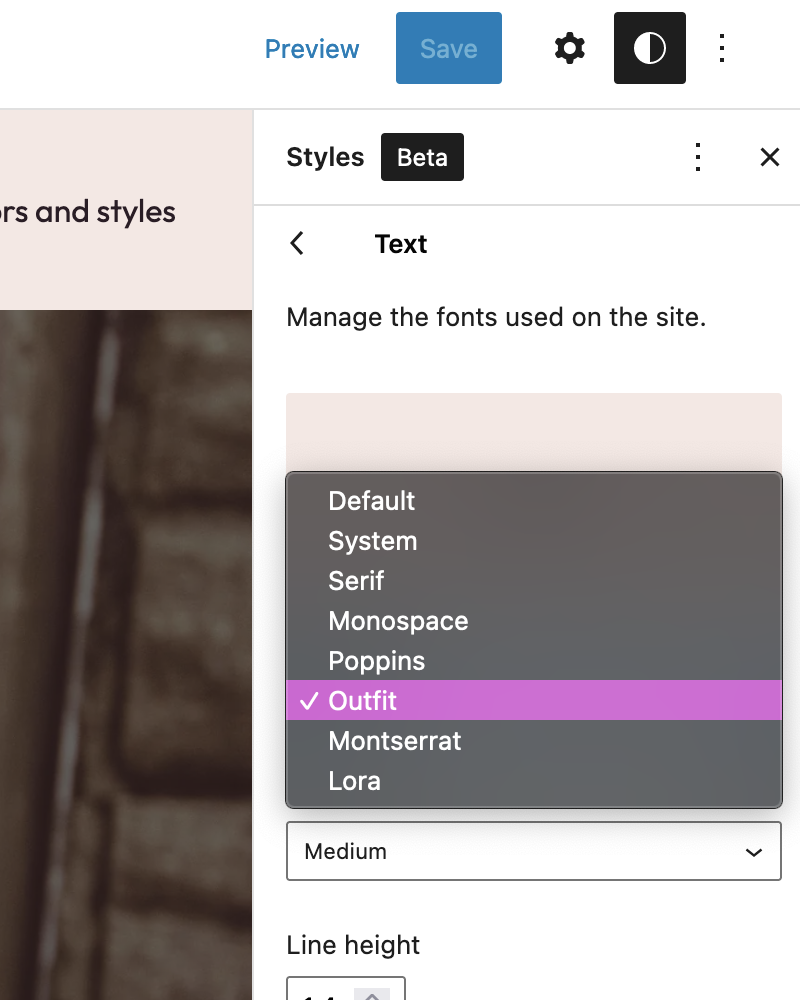 Preview Save
Styles Beta
ors and styles
Text
Manage the fonts used on the site.
Default
System
Serif
Monospace
Poppins
✓ Outfit
Montserrat
Lora
Medium
Line height